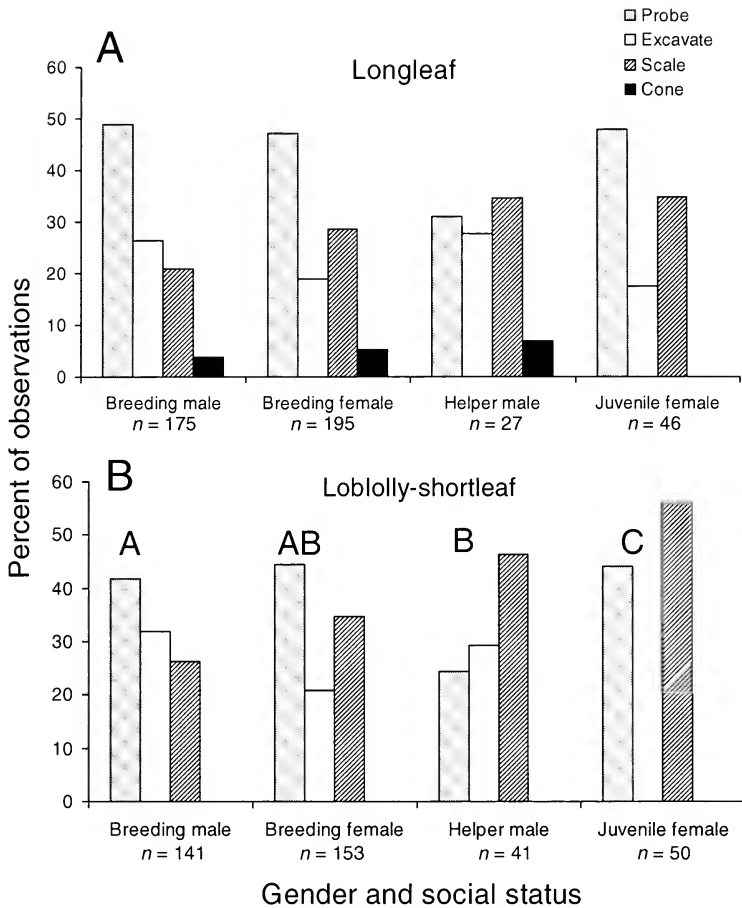 A
Longleaf
Probe
Excavate
Scale
Cone
60
50
40
30
20
10
0
Breeding male
n = 175
Breeding female
n = 195
Helper male
n = 27
Juvenile female
n = 46
Percent of observations
B
Loblolly-shortleaf
60
50
40
30
20
10
0
A
AB
B
C
Breeding male
n = 141
Breeding female
n = 153
Helper male
n = 41
Juvenile female
n = 50
Gender and social status